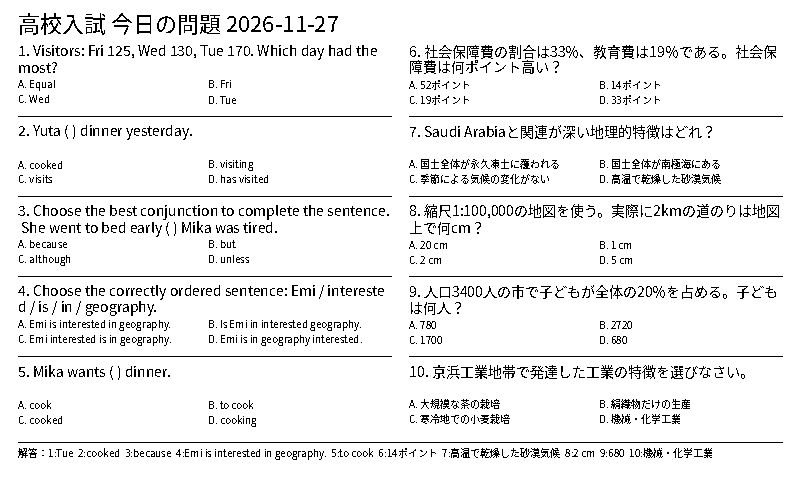 高校入試 今日の問題 2026-11-27
1. Visitors: Fri 125, Wed 130, Tue 170. Which day had the
most?
A. Equal
B. Fri
C. Wed
D. Tue
2. Yuta ( ) dinner yesterday.
A. cooked
B. visiting
C. visits
D. has visited
3. Choose the best conjunction to complete the sentence.
She went to bed early ( ) Mika was tired.
A. because
B. but
C. although
D. unless
4. Choose the correctly ordered sentence: Emi / intereste
d / is / in / geography.
A. Emi is interested in geography.
B. Is Emi in interested geography.
C. Emi interested is in geography.
D. Emi is in geography interested.
5. Mika wants ( ) dinner.
A. cook
B. to cook
C. cooked
D. cooking
6. 社会保障費の割合は33%、教育費は19%である。社会保
障費は何ポイント高い？
A. 52ポイント
B. 14ポイント
C. 19ポイント
D. 33ポイント
7. Saudi Arabiaと関連が深い地理的特徴はどれ？
A. 国土全体が永久凍土に覆われる
B. 国土全体が南極海にある
C. 季節による気候の変化がない
D. 高温で乾燥した砂漠気候
8. 縮尺1:100,000の地図を使う。実際に2kmの道のりは地図
上で何cm？
A. 20 cm
B. 1 cm
C. 2 cm
D. 5 cm
9. 人口3400人の市で子どもが全体の20%を占める。子ども
は何人？
A. 780
B. 2720
C. 1700
D. 680
10. 京浜工業地帯で発達した工業の特徴を選びなさい。
A. 大規模な茶の栽培
B. 絹織物だけの生産
C. 寒冷地での小麦栽培
D. 機械・化学工業
解答：1:Tue 2:cooked 3:because 4:Emi is interested in geography. 5:to cook 6:14ポイント 7:高温で乾燥した砂漠気候 8:2 cm 9:680 10:機械・化学工業